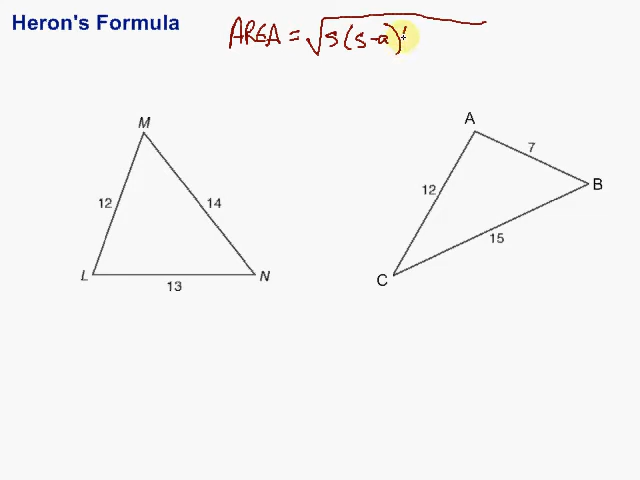 Heron's Formula
AREA = √s(s-a)
M
A
7
B
12
14
12
15
L
N
13
C